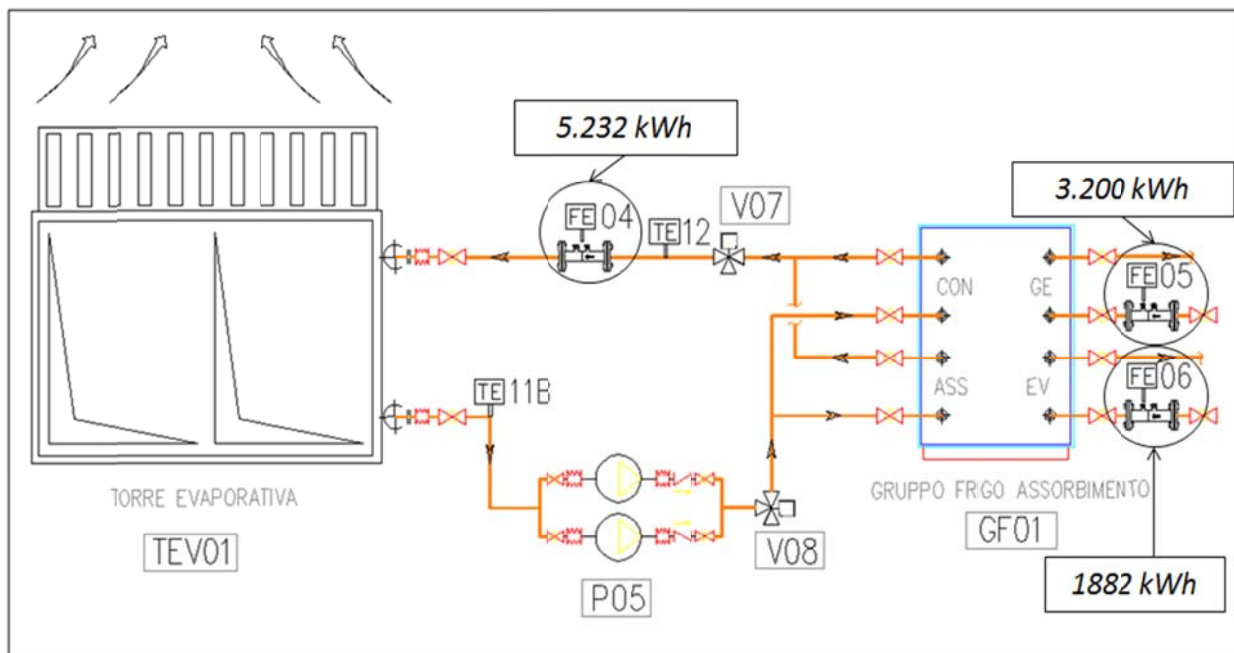 5.232 kWh
3.200 kWh
FE 04
TE 12
V07
CON
GE
FE 05
ASS
EV
FE 06
TE 11B
TORRE EVAPORATIVA
TEV01
P05
V08
GRUPPO FRIGO ASSORBIMENTO
GF01
1882 kWh